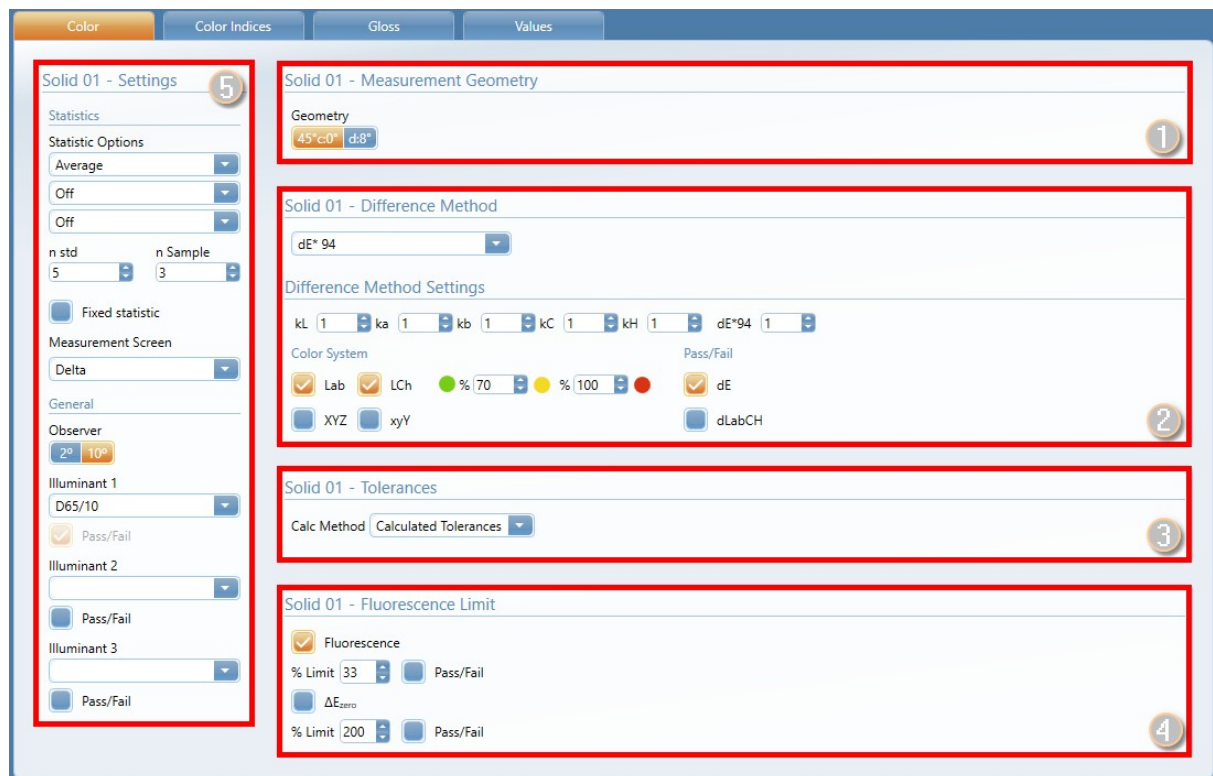 Color Color Indices Gloss Values
Solid 01 - Settings 5
Statistics
Statistic Options
Average
Off
Off
n std n Sample
5 3
Fixed statistic
Measurement Screen
Delta
General
Observer
2° 10°
Illuminant 1
D65/10
Pass/Fail
Illuminant 2
Pass/Fail
Illuminant 3
Pass/Fail
Solid 01 - Measurement Geometry
Geometry
45°c:0° d:8°
1
Solid 01 - Difference Method
dE* 94
Difference Method Settings
kL 1 ka 1 kb 1 kC 1 kH 1 dE*94 1
Color System Pass/Fail
Lab LCh % 70 % 100 dE
XYZ xyY dLabCH
2
Solid 01 - Tolerances
Calc Method Calculated Tolerances
3
Solid 01 - Fluorescence Limit
Fluorescence
% Limit 33 Pass/Fail
ΔEzero
% Limit 200 Pass/Fail
4